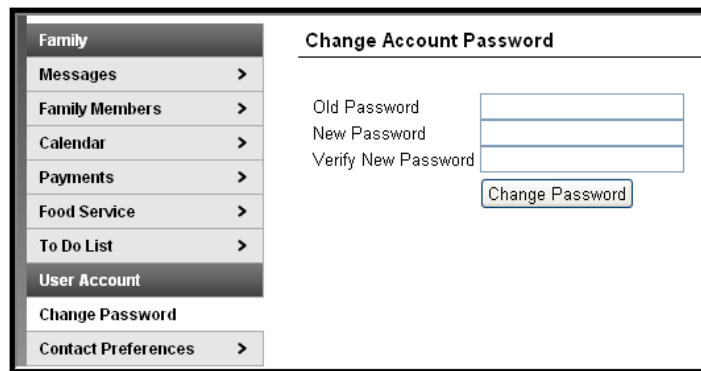 Family
Messages >
Family Members >
Calendar >
Payments >
Food Service >
To Do List >
User Account
Change Password
Contact Preferences >
Change Account Password
Old Password
New Password
Verify New Password
Change Password